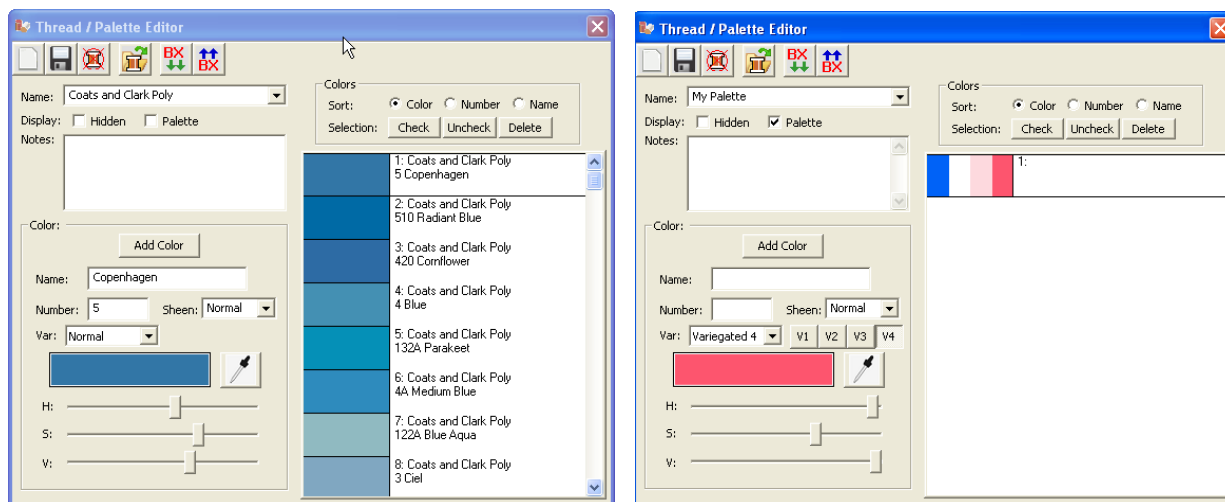 Thread / Palette Editor
BX
BX
Name: Coats and Clark Poly
Display: Hidden Palette
Notes:
Colors
Sort: Color Number Name
Selection: Check Uncheck Delete
Color:
Add Color
Name: Copenhagen
Number: 5 Sheen: Normal
Var: Normal
H:
S:
V:
1: Coats and Clark Poly
5 Copenhagen
2: Coats and Clark Poly
510 Radiant Blue
3: Coats and Clark Poly
420 Cornflower
4: Coats and Clark Poly
4 Blue
5: Coats and Clark Poly
132A Parakeet
6: Coats and Clark Poly
4A Medium Blue
7: Coats and Clark Poly
122A Blue Aqua
8: Coats and Clark Poly
3 Ciel
Thread / Palette Editor
BX
BX
Name: My Palette
Display: Hidden Palette
Notes:
Colors
Sort: Color Number Name
Selection: Check Uncheck Delete
Color:
Add Color
Name:
Number: Sheen: Normal
Var: Variegated 4 V1 V2 V3 V4
H:
S:
V:
1: